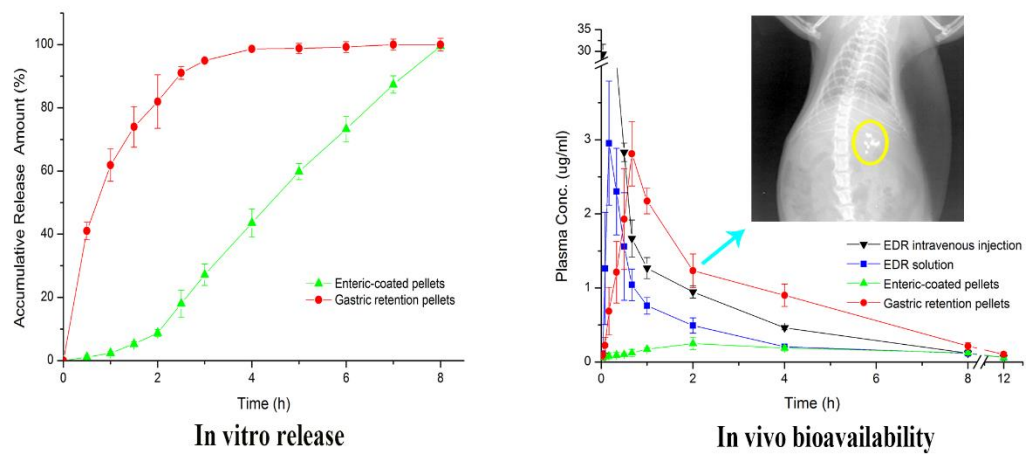 Accumulative Release Amount (%)
100
80
60
40
20
0
Enteric-coated pellets
Gastric retention pellets
0 2 4 6 8
Time (h)
In vitro release
Plasma Conc. (ug/ml)
35
30
3
2
1
0
EDR intravenous injection
EDR solution
Enteric-coated pellets
Gastric retention pellets
0 2 4 6 8 12
Time (h)
In vivo bioavailability